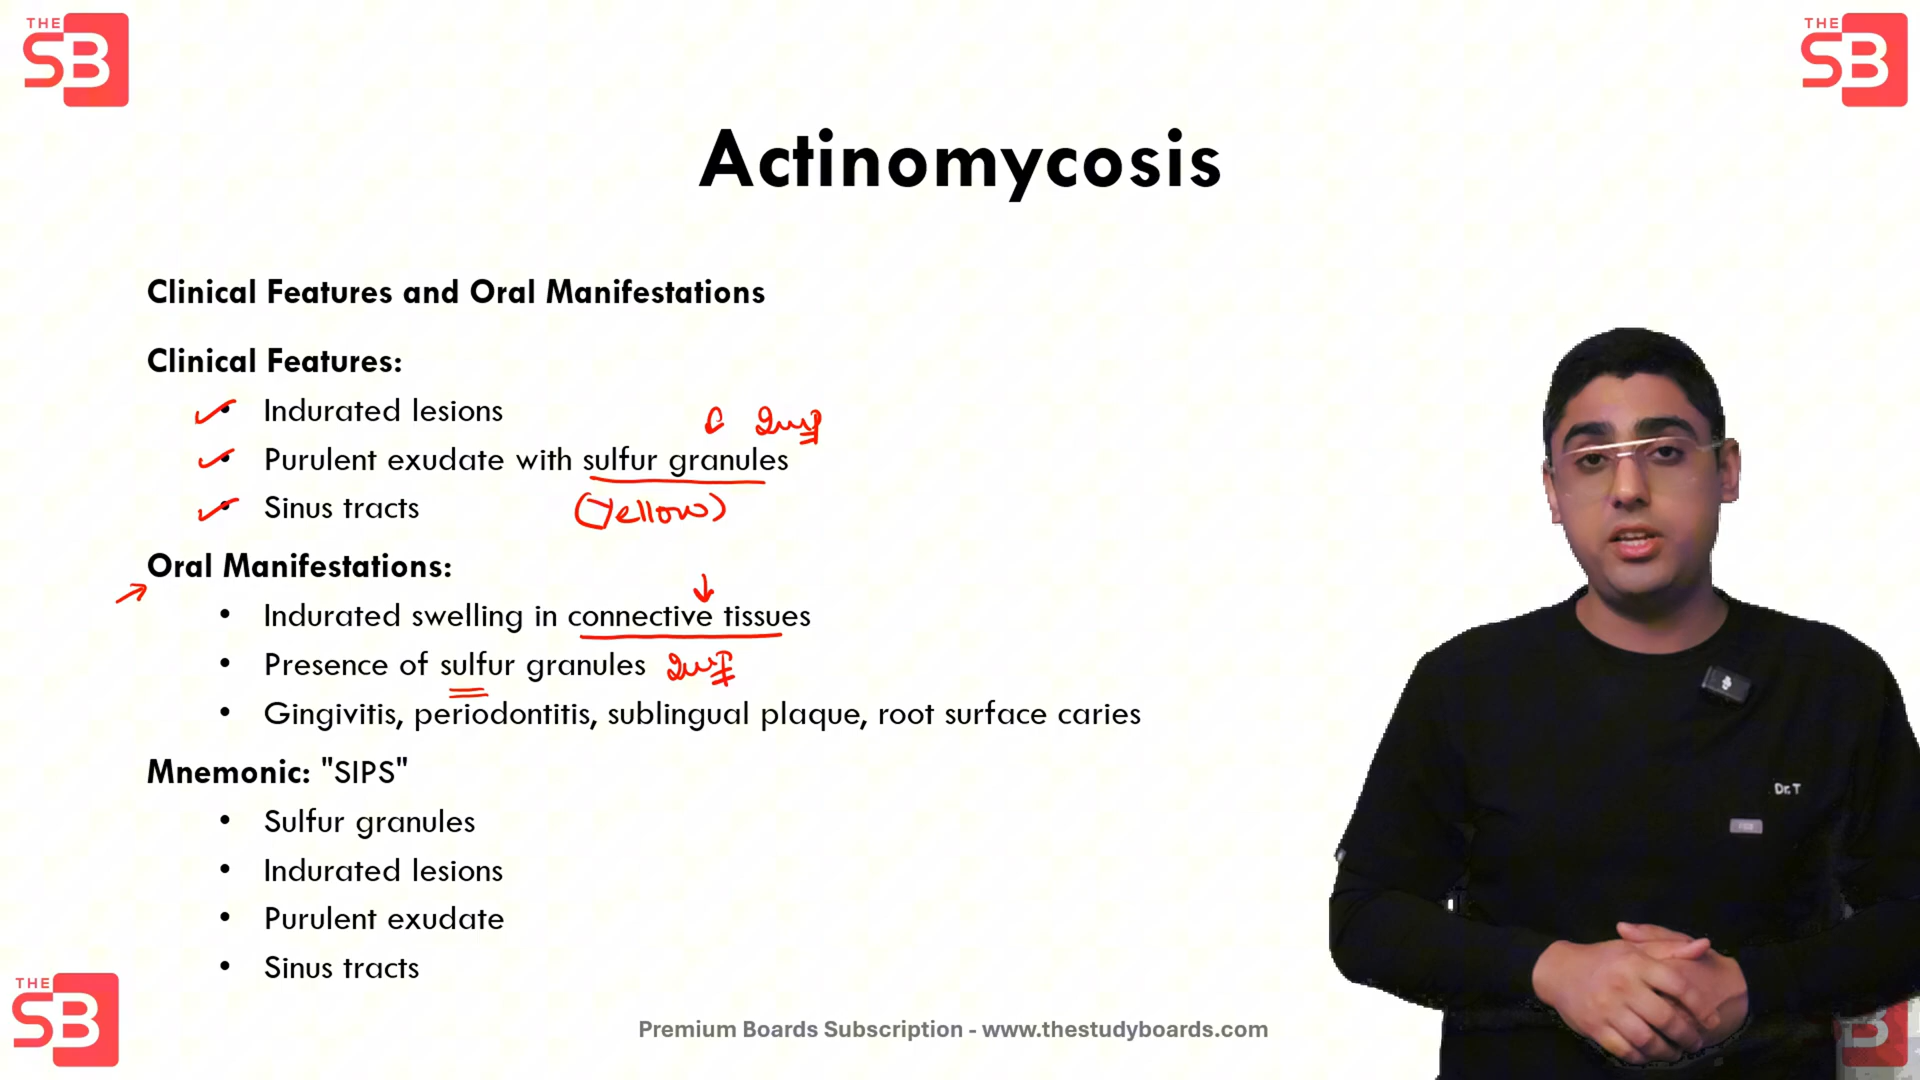 THE
SB
THE
SB
Actinomycosis
Clinical Features and Oral Manifestations
Clinical Features:
• Indurated lesions
• Purulent exudate with sulfur granules
(Yellow)
• Sinus tracts
Oral Manifestations:
• Indurated swelling in connective tissues
• Presence of sulfur granules
• Gingivitis, periodontitis, sublingual plaque, root surface caries
Mnemonic: "SIPS"
• Sulfur granules
• Indurated lesions
• Purulent exudate
• Sinus tracts
Dr.T
THE
SB
Premium Boards Subscription - www.thestudyboards.com
B